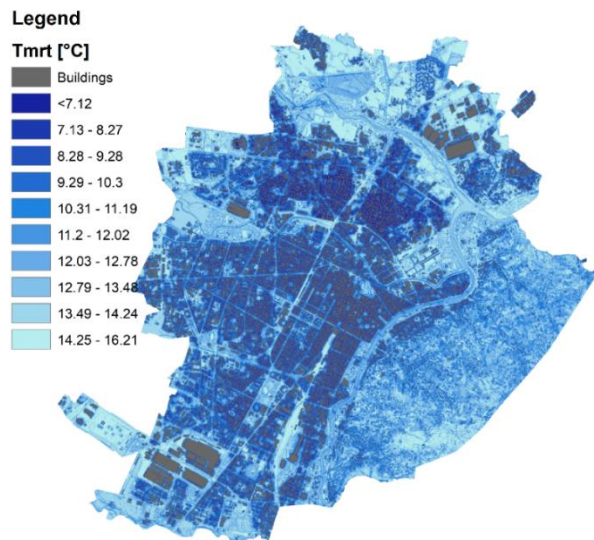 Legend
Tmrt [°C]
Buildings
<7.12
7.13 - 8.27
8.28 - 9.28
9.29 - 10.3
10.31 - 11.19
11.2 - 12.02
12.03 - 12.78
12.79 - 13.48
13.49 - 14.24
14.25 - 16.21